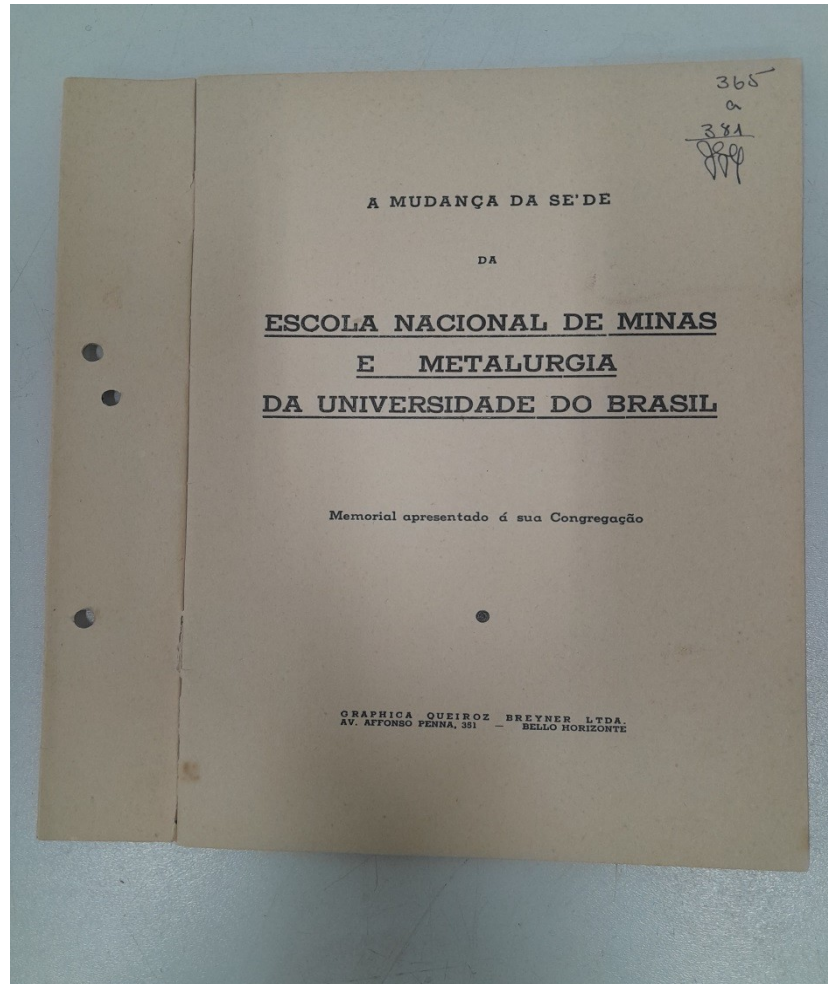 365
a
381
A MUDANÇA DA SE'DE
DA
ESCOLA NACIONAL DE MINAS
E METALURGIA
DA UNIVERSIDADE DO BRASIL
Memorial apresentado á sua Congregação
GRAPHICA QUEIROZ BREYNER LTDA.
AV. AFFONSO PENNA, 351 — BELLO HORIZONTE